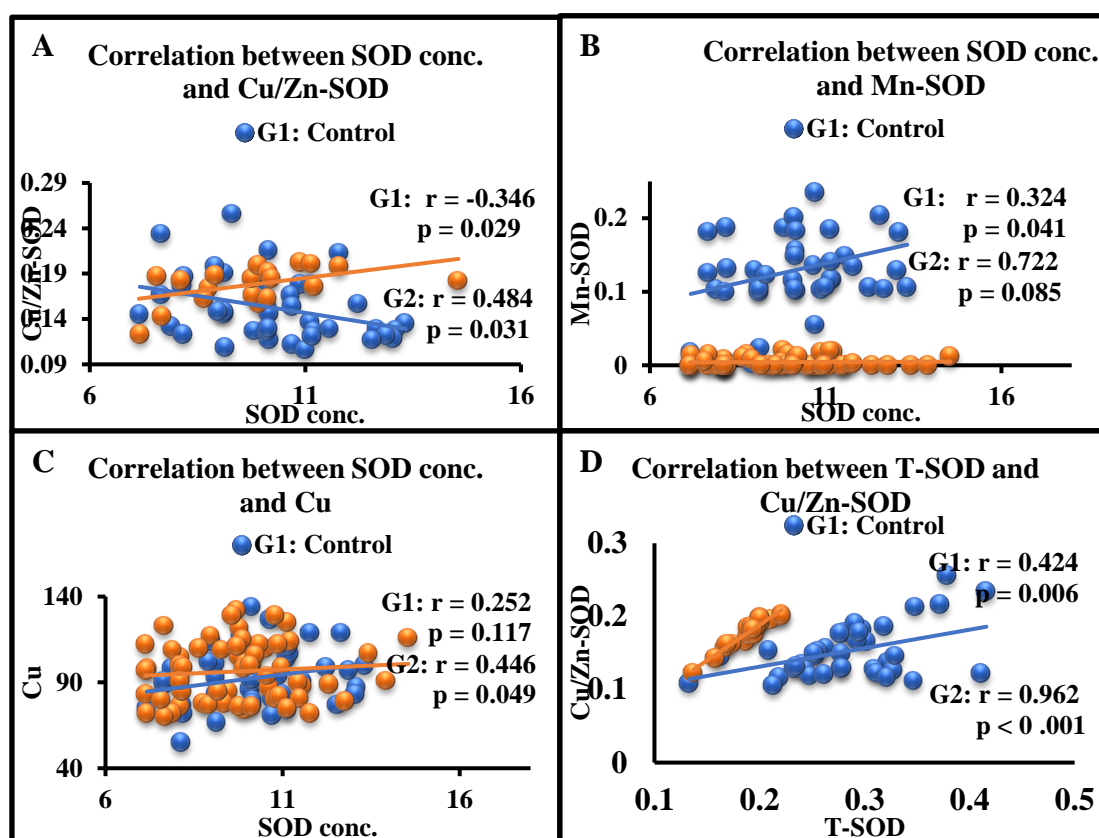 A
Correlation between SOD conc.
and Cu/Zn-SOD
G1: Control
Cu/Zn-SOD
0.29
0.24
0.19
0.14
0.09
G1: r = -0.346
p = 0.029
G2: r = 0.484
p = 0.031
6 11 16
SOD conc.
B
Correlation between SOD conc.
and Mn-SOD
G1: Control
Mn-SOD
0.2
0.1
0
G1: r = 0.324
p = 0.041
G2: r = 0.722
p = 0.085
6 11 16
SOD conc.
C
Correlation between SOD conc.
and Cu
G1: Control
Cu
140
90
40
G1: r = 0.252
p = 0.117
G2: r = 0.446
p = 0.049
6 11 16
SOD conc.
D
Correlation between T-SOD and
Cu/Zn-SOD
G1: Control
Cu/Zn-SOD
0.3
0.2
0.1
0
G1: r = 0.424
p = 0.006
G2: r = 0.962
p < 0 .001
0.1 0.2 0.3 0.4 0.5
T-SOD